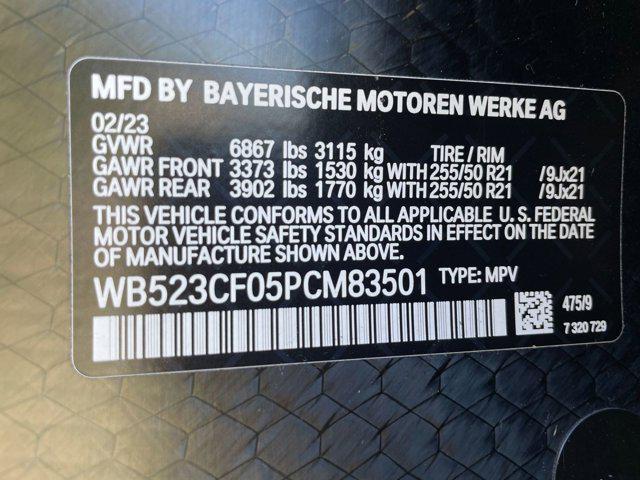 MFD BY BAYERISCHE MOTOREN WERKE AG
02/23
GVWR 6867 lbs 3115 kg TIRE / RIM
GAWR FRONT 3373 lbs 1530 kg WITH 255/50 R21 /9Jx21
GAWR REAR 3902 lbs 1770 kg WITH 255/50 R21 /9Jx21
THIS VEHICLE CONFORMS TO ALL APPLICABLE U. S. FEDERAL
MOTOR VEHICLE SAFETY STANDARDS IN EFFECT ON THE DATE
OF MANUFACTURE SHOWN ABOVE.
WB523CF05PCM83501 TYPE: MPV
475/9
7 320 729